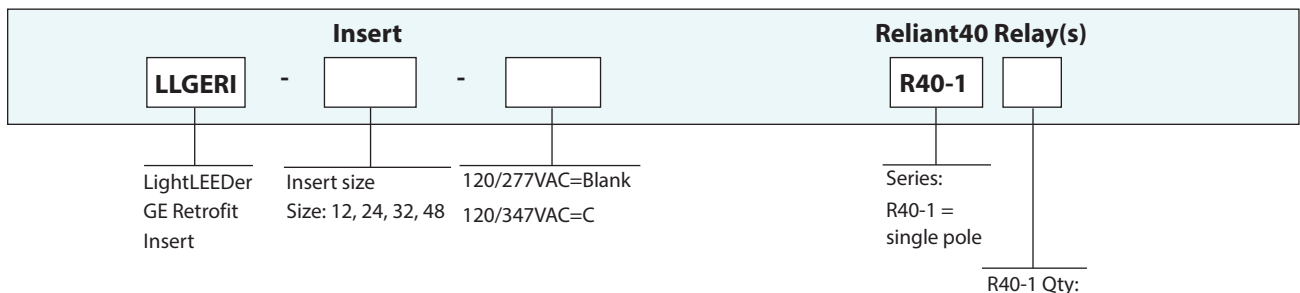 Insert
Reliant40 Relay(s)
LLGERI - -
R40-1
LightLEEDer
GE Retrofit
Insert
Insert size
Size: 12, 24, 32, 48
120/277VAC=Blank
120/347VAC=C
Series:
R40-1 =
single pole
R40-1 Qty: